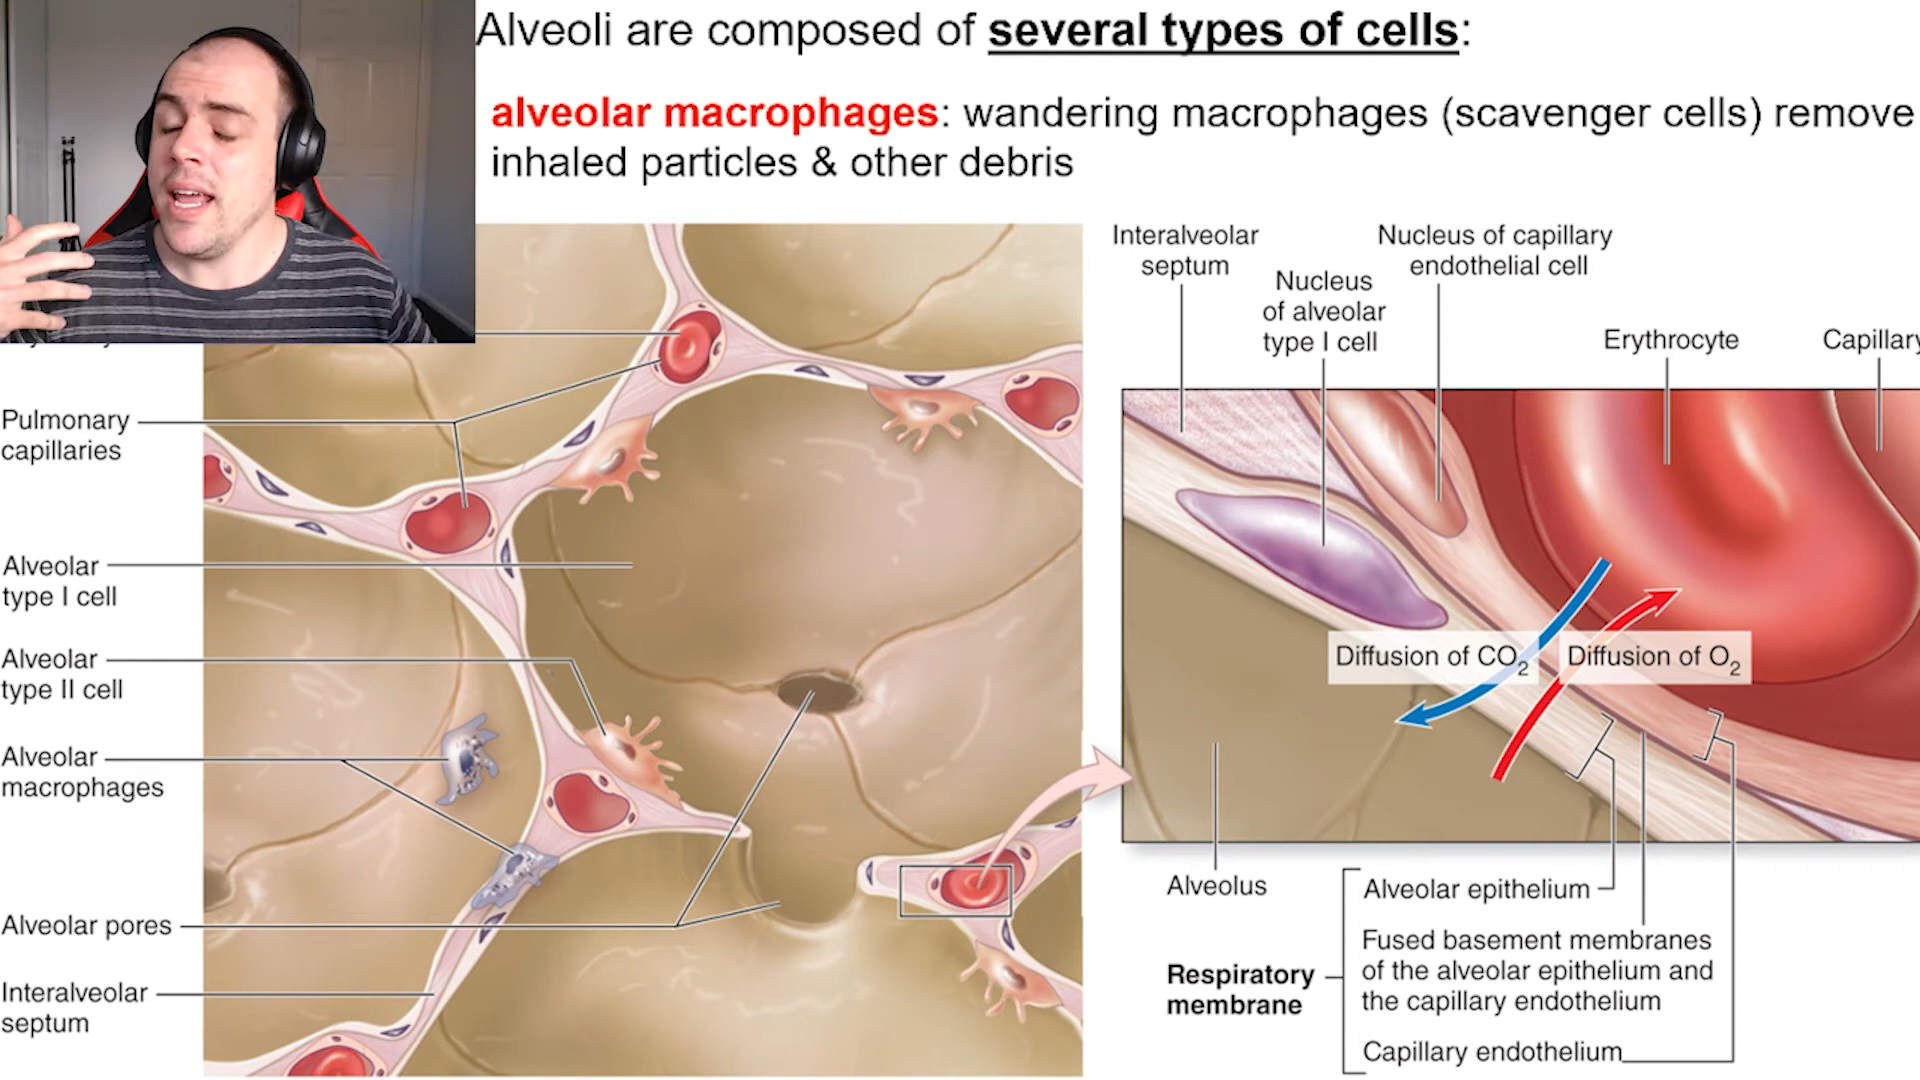 Alveoli are composed of several types of cells:
alveolar macrophages: wandering macrophages (scavenger cells) remove
inhaled particles & other debris
Pulmonary
capillaries
Alveolar
type I cell
Alveolar
type II cell
Alveolar
macrophages
Alveolar pores
Interalveolar
septum
Interalveolar
septum
Nucleus
of alveolar
type I cell
Nucleus of capillary
endothelial cell
Erythrocyte
Capillary
Diffusion of CO2
Diffusion of O2
Alveolus
Respiratory
membrane
Alveolar epithelium
Fused basement membranes
of the alveolar epithelium and
the capillary endothelium
Capillary endothelium